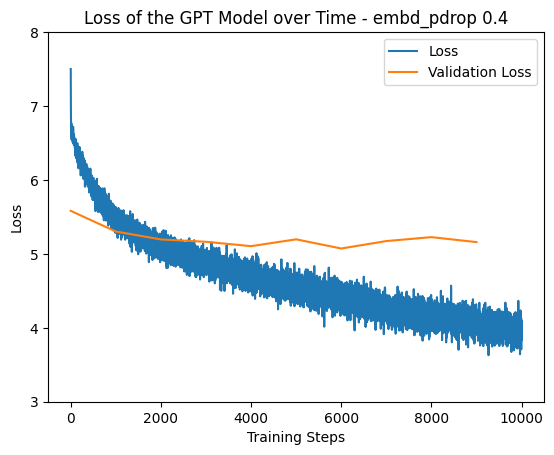 Loss of the GPT Model over Time - embd_pdrop 0.4
Loss
Validation Loss
8
7
6
5
4
3
Loss
0 2000 4000 6000 8000 10000
Training Steps